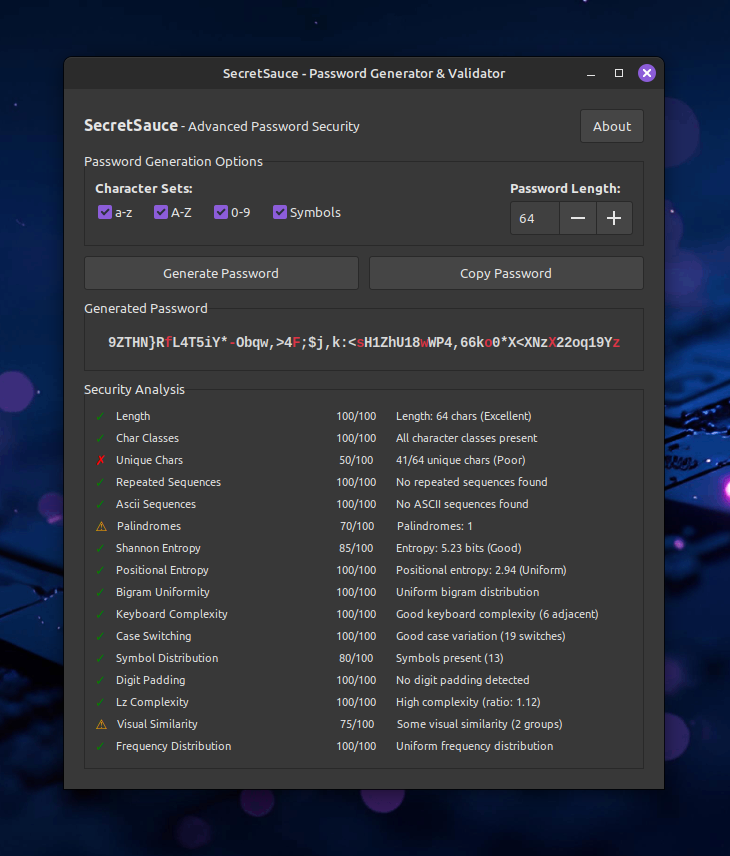 SecretSauce - Password Generator & Validator
SecretSauce - Advanced Password Security
About
Password Generation Options
Character Sets:
Password Length:
a-z
A-Z
0-9
Symbols
64
Generate Password
Copy Password
Generated Password
9ZTHN}RfL4T5iY*-Obqw,>4F;$j,k:<sH1ZhU18wWP4,66ko0*X<XNzX22oq19Yz
Security Analysis
✓ Length 100/100 Length: 64 chars (Excellent)
✓ Char Classes 100/100 All character classes present
✗ Unique Chars 50/100 41/64 unique chars (Poor)
✓ Repeated Sequences 100/100 No repeated sequences found
✓ Ascii Sequences 100/100 No ASCII sequences found
⚠ Palindromes 70/100 Palindromes: 1
✓ Shannon Entropy 85/100 Entropy: 5.23 bits (Good)
✓ Positional Entropy 100/100 Positional entropy: 2.94 (Uniform)
✓ Bigram Uniformity 100/100 Uniform bigram distribution
✓ Keyboard Complexity 100/100 Good keyboard complexity (6 adjacent)
✓ Case Switching 100/100 Good case variation (19 switches)
✓ Symbol Distribution 80/100 Symbols present (13)
✓ Digit Padding 100/100 No digit padding detected
✓ Lz Complexity 100/100 High complexity (ratio: 1.12)
⚠ Visual Similarity 75/100 Some visual similarity (2 groups)
✓ Frequency Distribution 100/100 Uniform frequency distribution